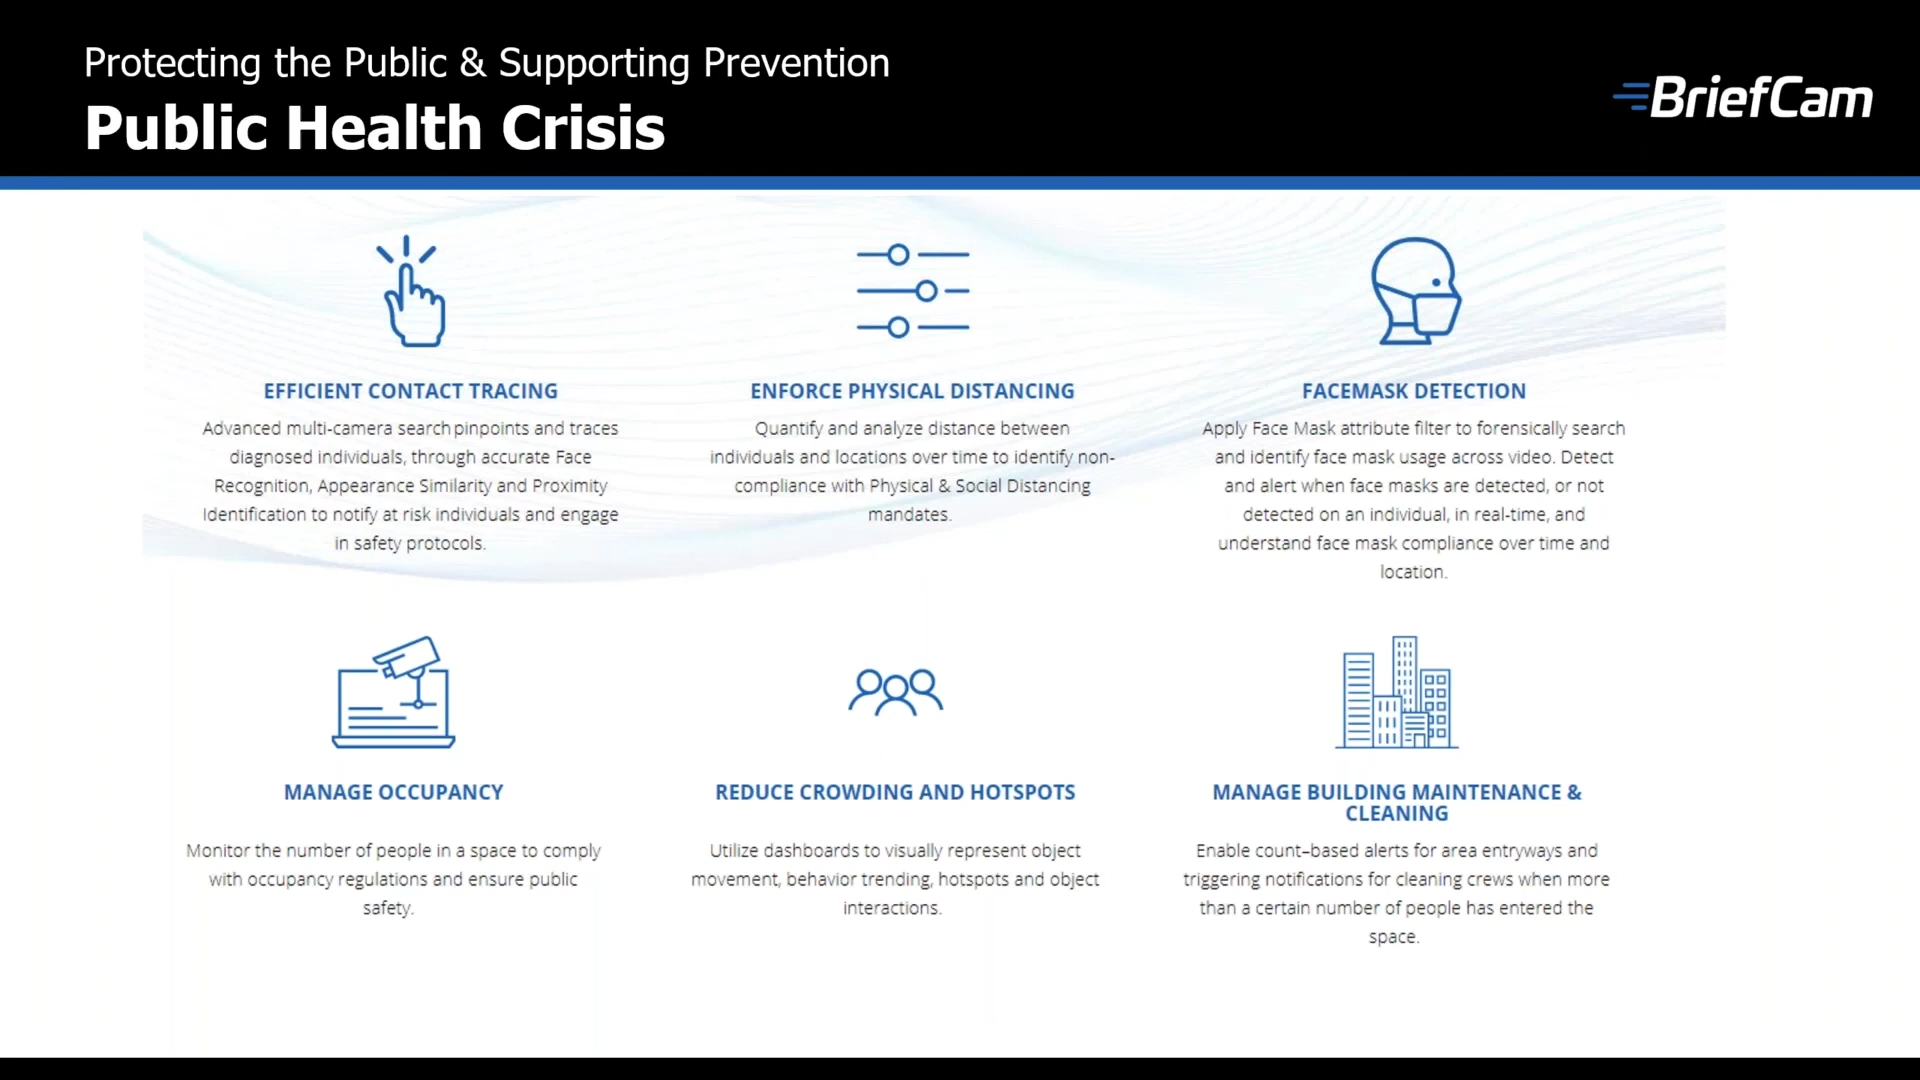 Protecting the Public & Supporting Prevention
Public Health Crisis
BriefCam
EFFICIENT CONTACT TRACING
Advanced multi-camera search pinpoints and traces
diagnosed individuals, through accurate Face
Recognition, Appearance Similarity and Proximity
Identification to notify at risk individuals and engage
in safety protocols.
ENFORCE PHYSICAL DISTANCING
Quantify and analyze distance between
individuals and locations over time to identify non-
compliance with Physical & Social Distancing
mandates.
FACEMASK DETECTION
Apply Face Mask attribute filter to forensically search
and identify face mask usage across video. Detect
and alert when face masks are detected, or not
detected on an individual, in real-time, and
understand face mask compliance over time and
location.
MANAGE OCCUPANCY
Monitor the number of people in a space to comply
with occupancy regulations and ensure public
safety.
REDUCE CROWDING AND HOTSPOTS
Utilize dashboards to visually represent object
movement, behavior trending, hotspots and object
interactions.
MANAGE BUILDING MAINTENANCE &
CLEANING
Enable count–based alerts for area entryways and
triggering notifications for cleaning crews when more
than a certain number of people has entered the
space.